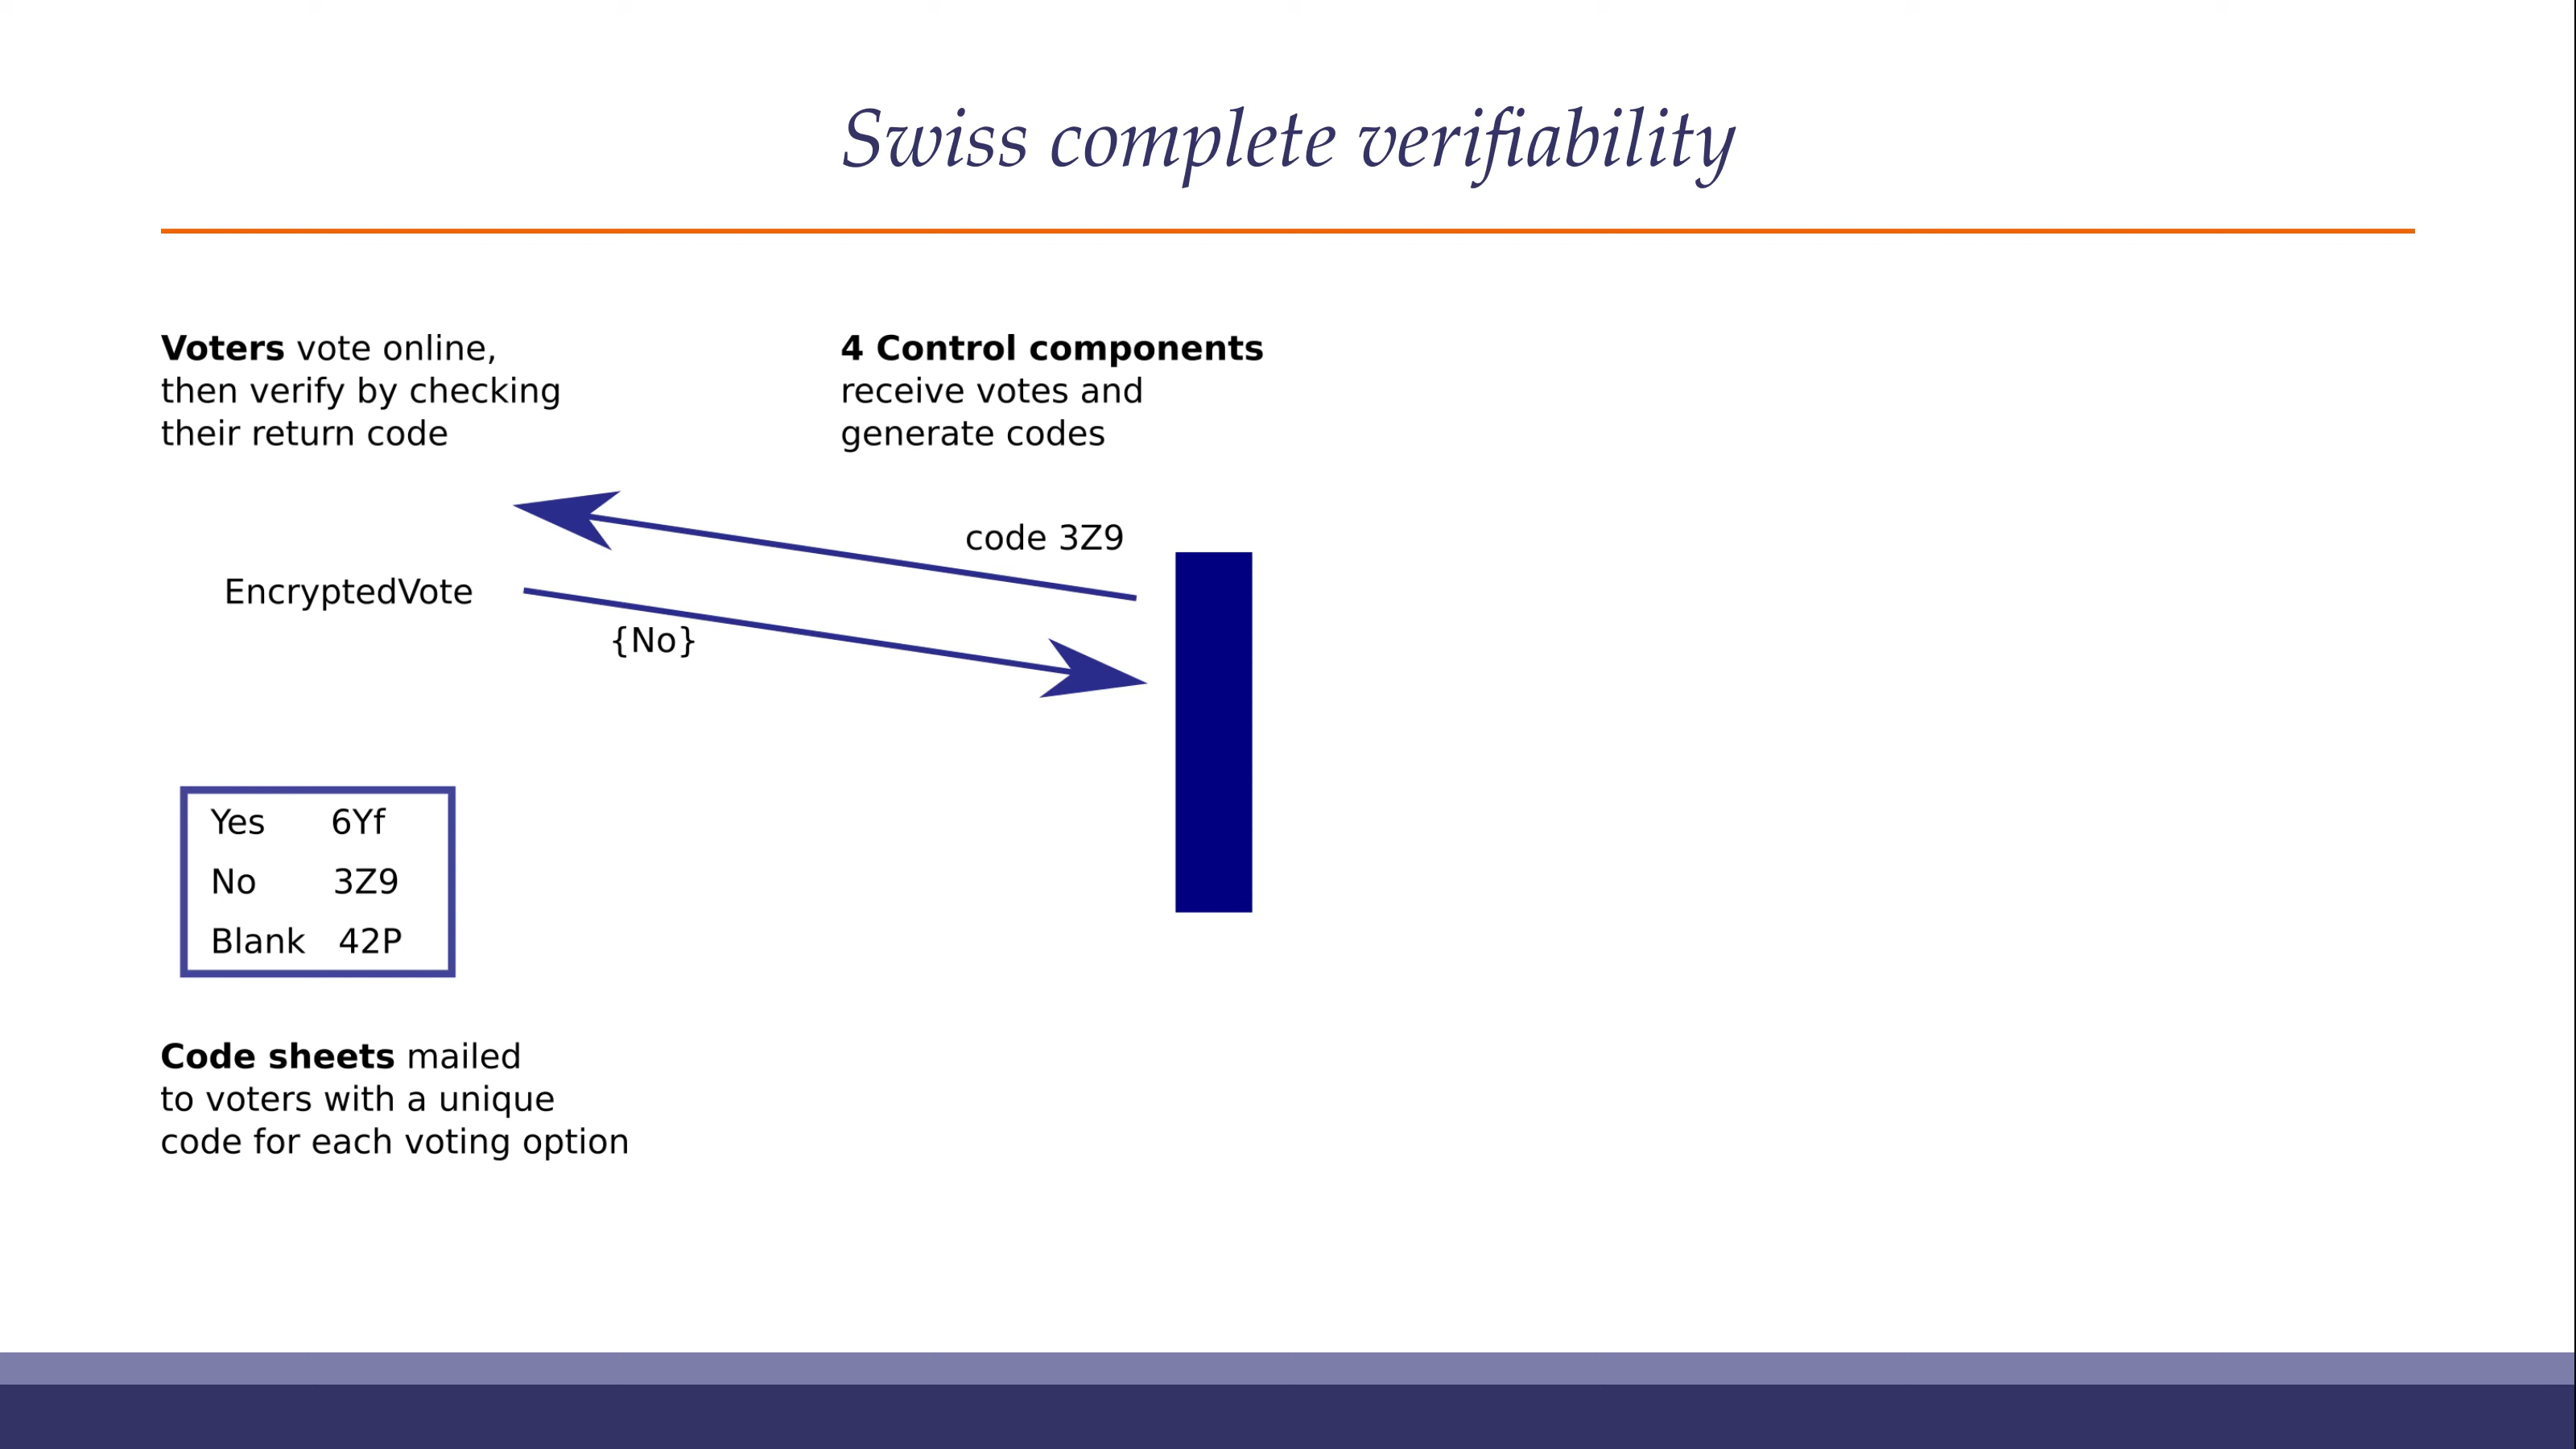 Swiss complete verifiability
Voters vote online,
then verify by checking
their return code
4 Control components
receive votes and
generate codes
code 3Z9
EncryptedVote
{No}
Yes 6Yf
No 3Z9
Blank 42P
Code sheets mailed
to voters with a unique
code for each voting option